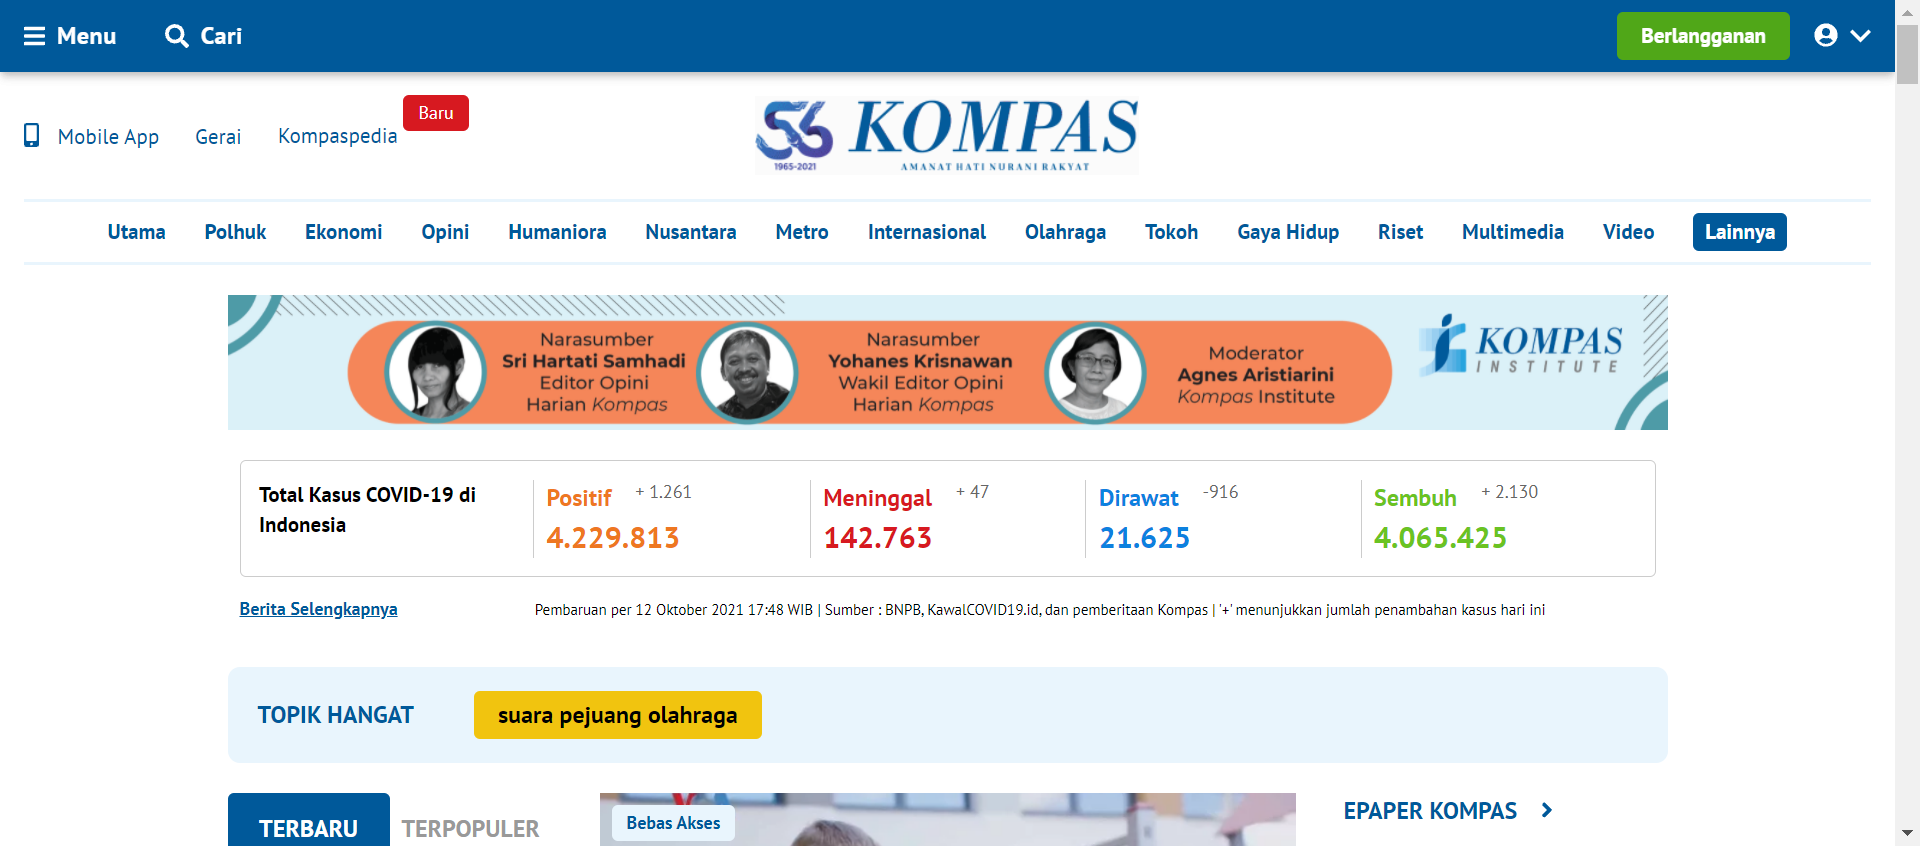 Menu
Cari
Berlangganan
Mobile App
Gerai
Kompaspedia
Baru
56
1965-2021
KOMPAS
AMANAT HATI NURANI RAKYAT
Utama
Polhuk
Ekonomi
Opini
Humaniora
Nusantara
Metro
Internasional
Olahraga
Tokoh
Gaya Hidup
Riset
Multimedia
Video
Lainnya
Narasumber
Sri Hartati Samhadi
Editor Opini
Harian Kompas
Narasumber
Yohanes Krisnawan
Wakil Editor Opini
Harian Kompas
Moderator
Agnes Aristiarini
Kompas Institute
KOMPAS
INSTITUTE
Total Kasus COVID-19 di
Indonesia
Positif + 1.261
4.229.813
Meninggal + 47
142.763
Dirawat -916
21.625
Sembuh + 2.130
4.065.425
Berita Selengkapnya
Pembaruan per 12 Oktober 2021 17:48 WIB | Sumber : BNPB, KawalCOVID19.id, dan pemberitaan Kompas | '+' menunjukkan jumlah penambahan kasus hari ini
TOPIK HANGAT
suara pejuang olahraga
TERBARU
TERPOPULER
Bebas Akses
EPAPER KOMPAS